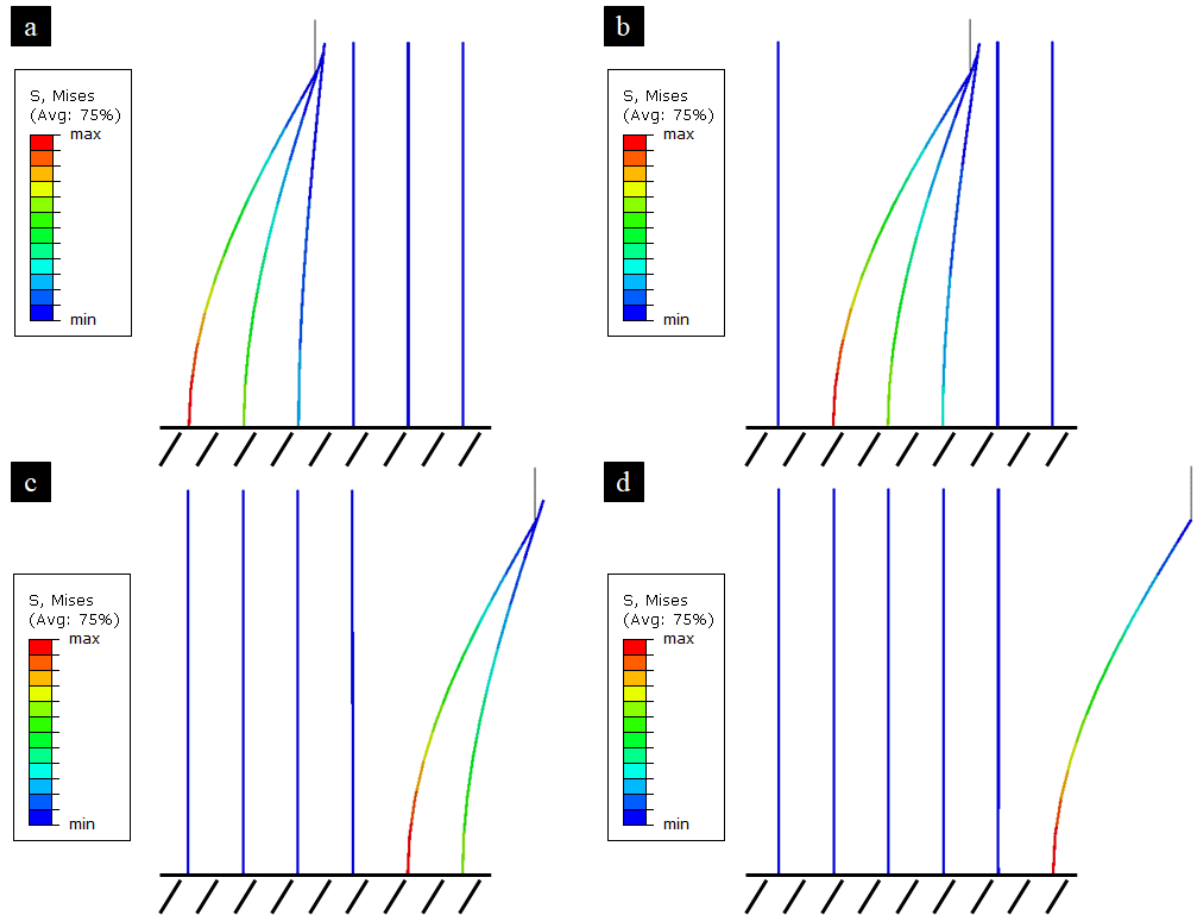 a
S, Mises
(Avg: 75%)
max
min
b
S, Mises
(Avg: 75%)
max
min
c
S, Mises
(Avg: 75%)
max
min
d
S, Mises
(Avg: 75%)
max
min